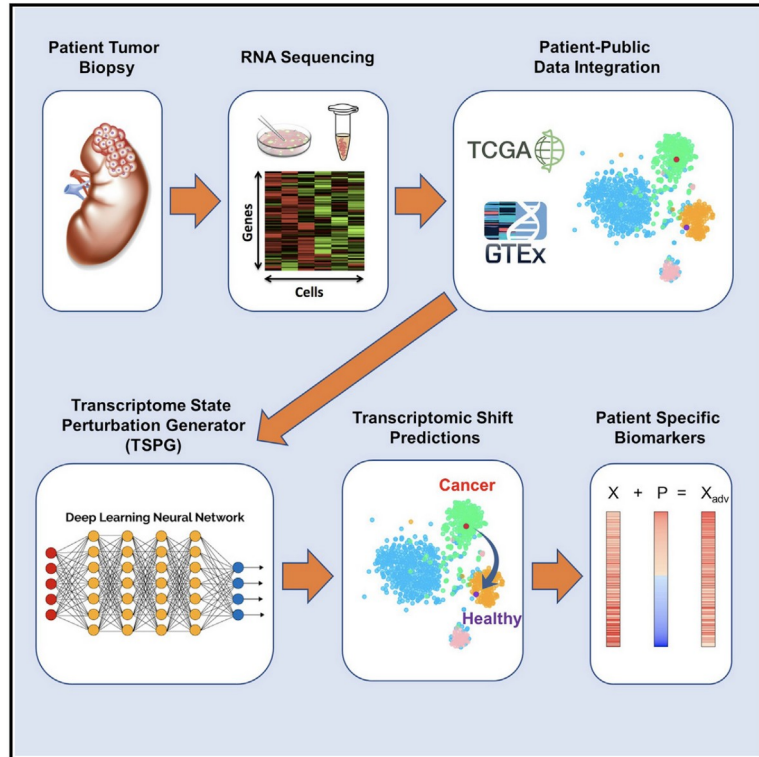 Patient Tumor
Biopsy
RNA Sequencing
Patient-Public
Data Integration
Genes
Cells
TCGA
GTEx
Transcriptome State
Perturbation Generator
(TSPG)
Deep Learning Neural Network
Transcriptomic Shift
Predictions
Cancer
Healthy
Patient Specific
Biomarkers
X + P = Xadv